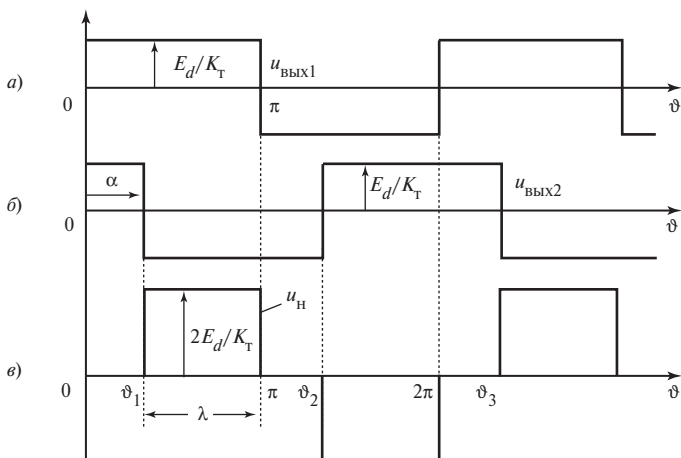 а)
E_d/K_т
u_вых1
0
π
ϑ
α
E_d/K_т
u_вых2
б)
0
ϑ
u_н
2E_d/K_т
в)
0
ϑ_1
π
ϑ_2
2π
ϑ_3
ϑ
λ